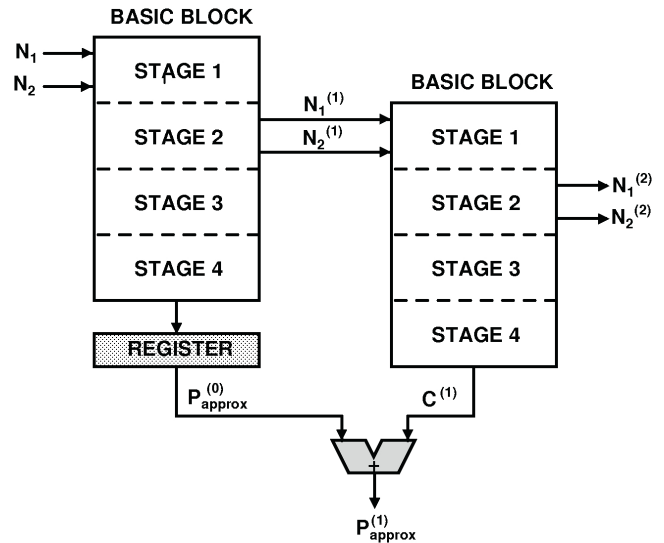 BASIC BLOCK
N₁
N₂
STAGE 1
STAGE 2
STAGE 3
STAGE 4
N₁⁽¹⁾
N₂⁽¹⁾
BASIC BLOCK
STAGE 1
STAGE 2
STAGE 3
STAGE 4
N₁⁽²⁾
N₂⁽²⁾
REGISTER
P⁽⁰⁾approx
C⁽¹⁾
+
P⁽¹⁾approx